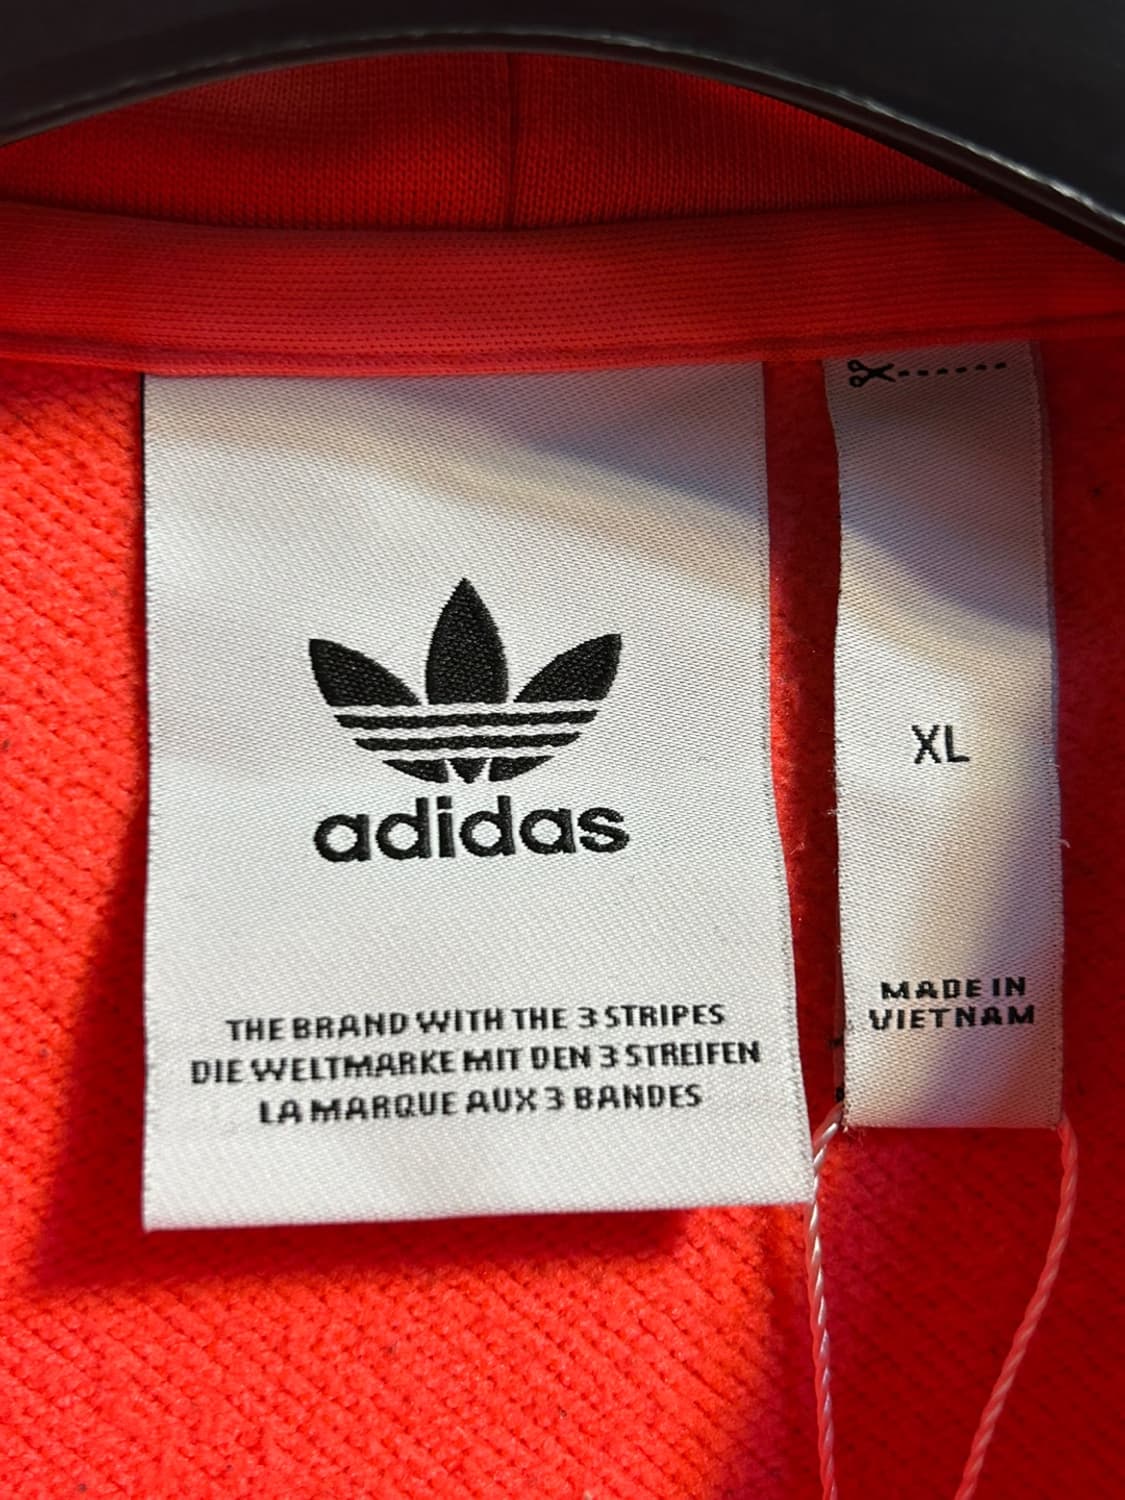 adidas
THE BRAND WITH THE 3 STRIPES
DIE WELTMARKE MIT DEN 3 STREIFEN
LA MARQUE AUX 3 BANDES
XL
MADE IN
VIETNAM